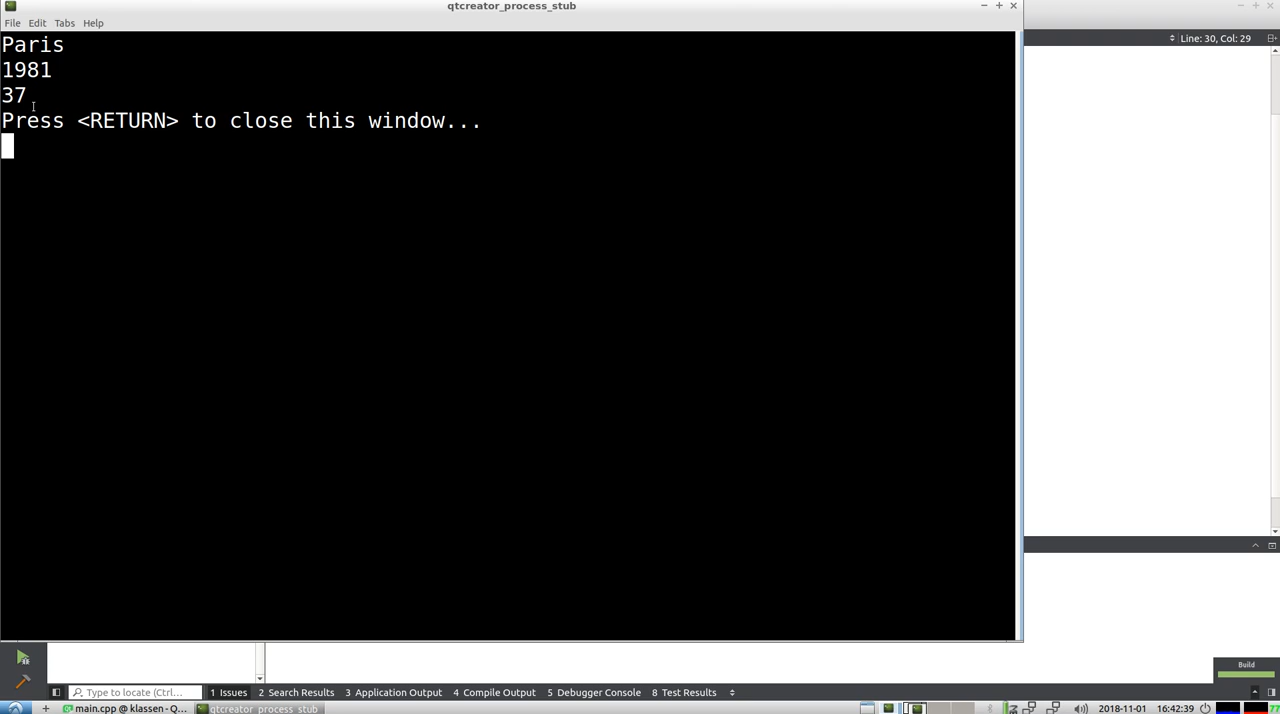 qtcreator_process_stub
File Edit Tabs Help
Line: 30, Col: 29
Paris
1981
37
Press <RETURN> to close this window...
Build
Type to locate (Ctrl...
1 Issues 2 Search Results 3 Application Output 4 Compile Output 5 Debugger Console 8 Test Results
main.cpp @ klassen - Q...
qtcreator_process_stub
2018-11-01 16:42:39
77